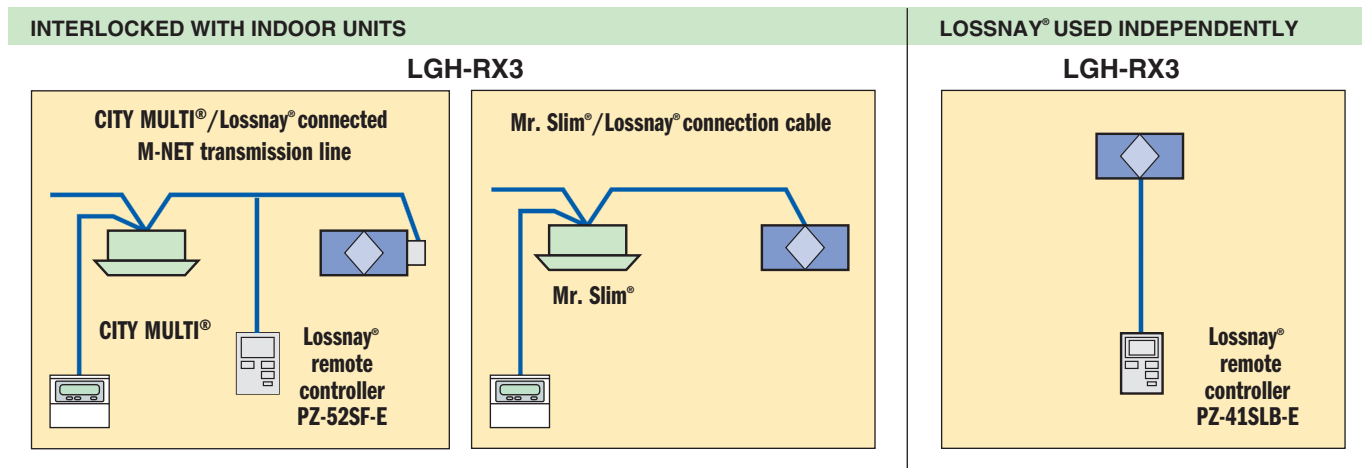 INTERLOCKED WITH INDOOR UNITS
LGH-RX3
CITY MULTI®/Lossnay® connected
M-NET transmission line
CITY MULTI®
Lossnay®
remote
controller
PZ-52SF-E
Mr. Slim®/Lossnay® connection cable
Mr. Slim®
LOSSNAY® USED INDEPENDENTLY
LGH-RX3
Lossnay®
remote
controller
PZ-41SLB-E